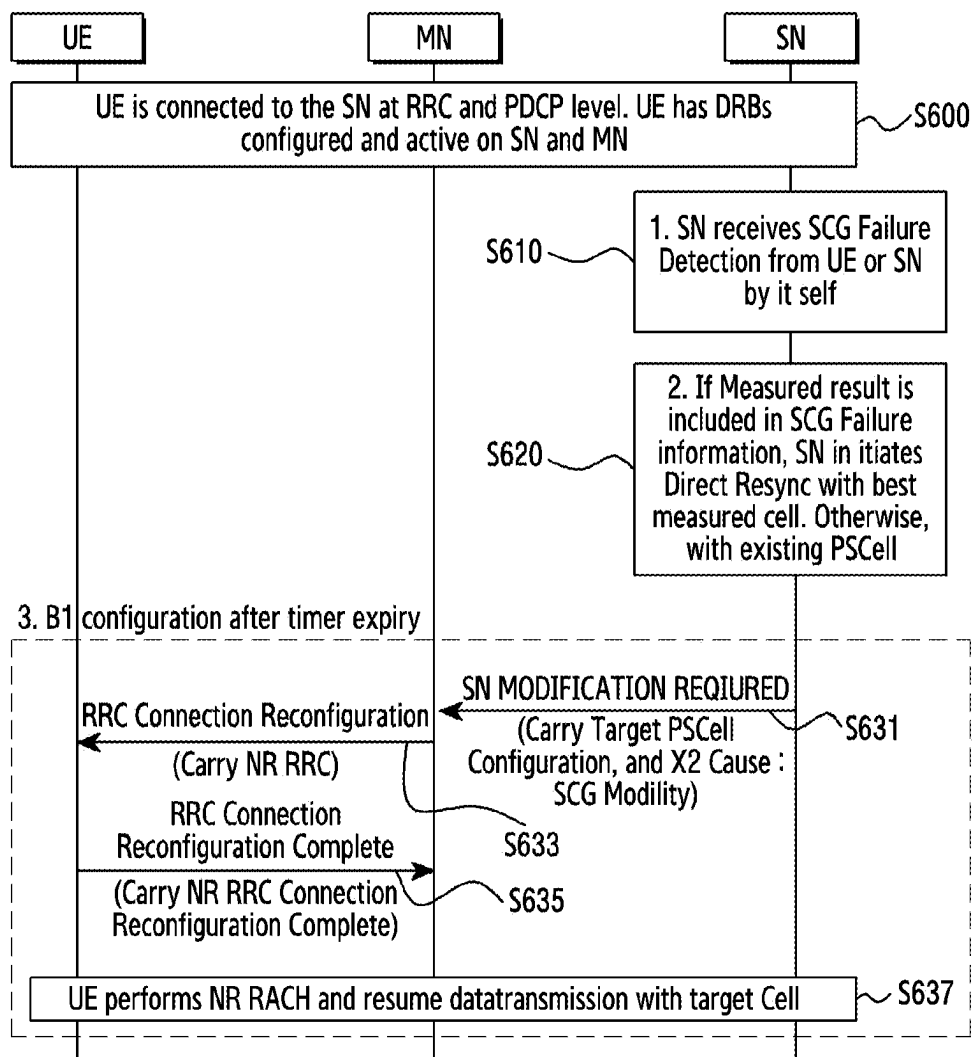 UE
MN
SN
UE is connected to the SN at RRC and PDCP level. UE has DRBs
configured and active on SN and MN
S600
1. SN receives SCG Failure
Detection from UE or SN
by it self
S610
2. If Measured result is
included in SCG Failure
information, SN in itiates
Direct Resync with best
measured cell. Otherwise,
with existing PSCell
S620
3. B1 configuration after timer expiry
SN MODIFICATION REQIURED
(Carry Target PSCell
Configuration, and X2 Cause :
SCG Modility)
S631
RRC Connection Reconfiguration
(Carry NR RRC)
S633
RRC Connection
Reconfiguration Complete
(Carry NR RRC Connection
Reconfiguration Complete)
S635
UE performs NR RACH and resume datatransmission with target Cell
S637